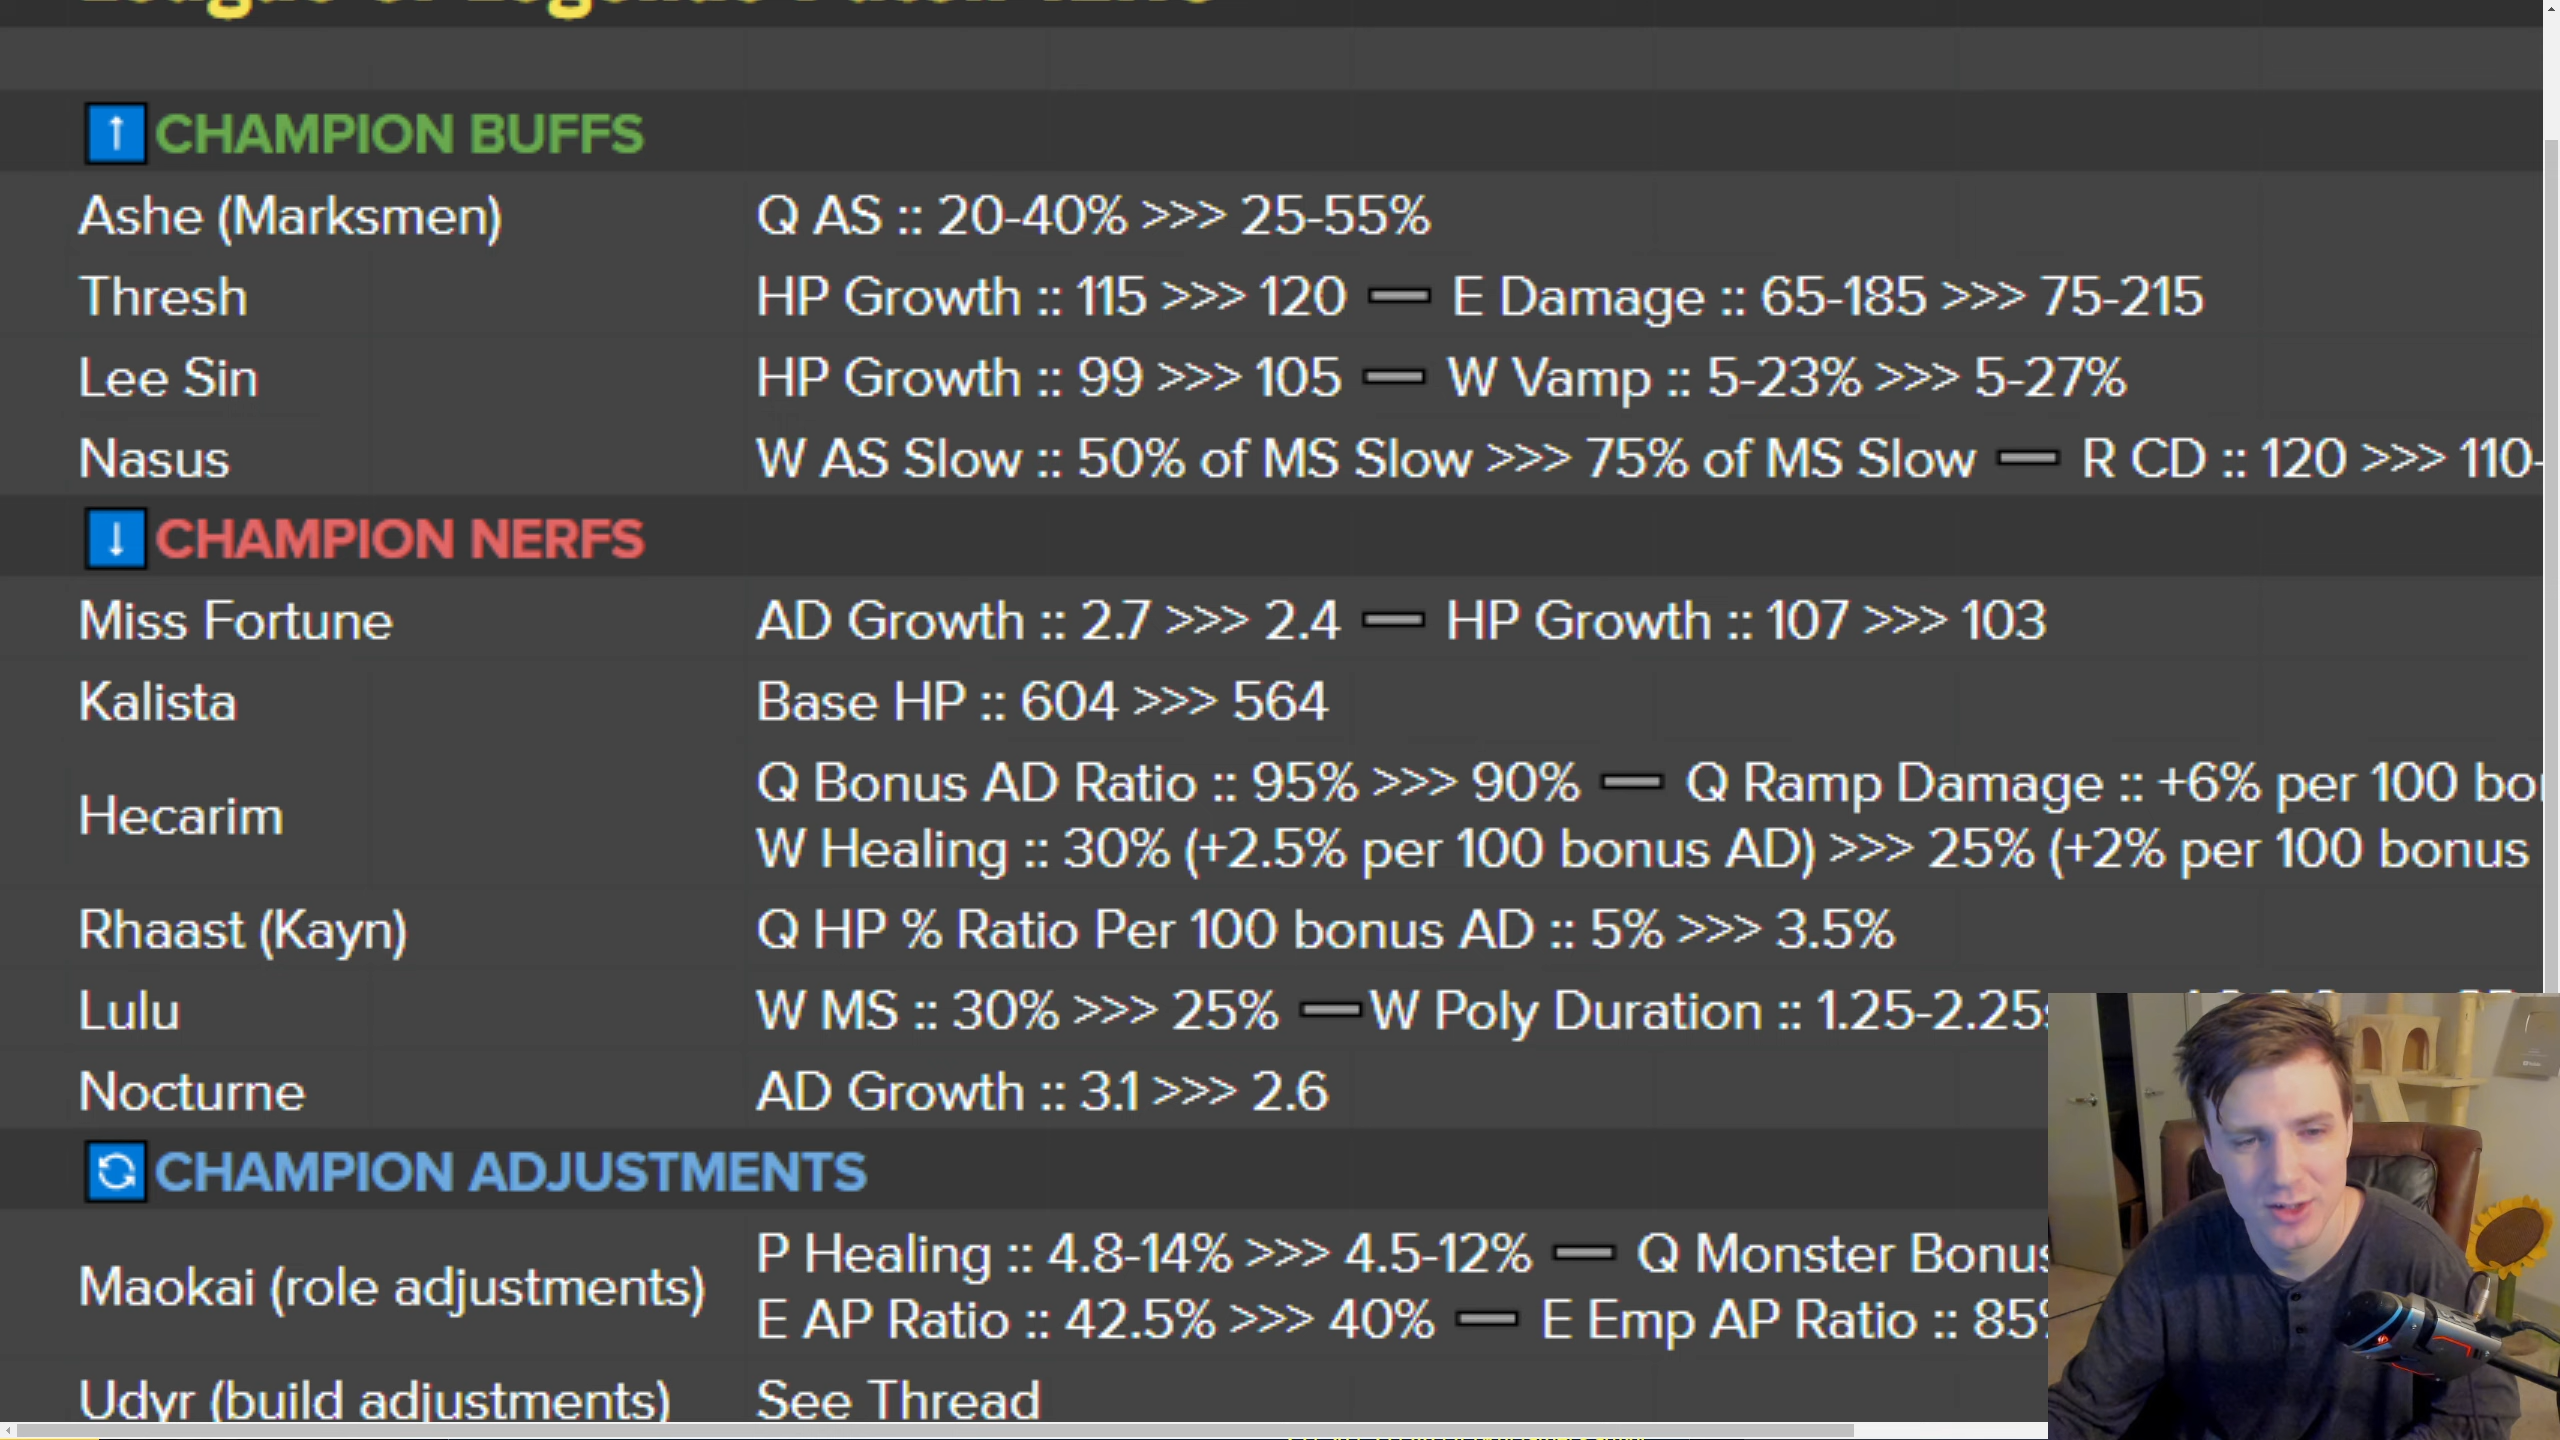 CHAMPION BUFFS
Ashe (Marksmen) Q AS :: 20-40% >>> 25-55%
Thresh HP Growth :: 115 >>> 120 ➖ E Damage :: 65-185 >>> 75-215
Lee Sin HP Growth :: 99 >>> 105 ➖ W Vamp :: 5-23% >>> 5-27%
Nasus W AS Slow :: 50% of MS Slow >>> 75% of MS Slow ➖ R CD :: 120 >>> 110-
CHAMPION NERFS
Miss Fortune AD Growth :: 2.7 >>> 2.4 ➖ HP Growth :: 107 >>> 103
Kalista Base HP :: 604 >>> 564
Hecarim
Q Bonus AD Ratio :: 95% >>> 90% ➖ Q Ramp Damage :: +6% per 100
W Healing :: 30% (+2.5% per 100 bonus AD) >>> 25% (+2% per 100 bonus
Rhaast (Kayn) Q HP % Ratio Per 100 bonus AD :: 5% >>> 3.5%
Lulu W MS :: 30% >>> 25% ➖W Poly Duration :: 1.25-2.25s
Nocturne AD Growth :: 3.1 >>> 2.6
CHAMPION ADJUSTMENTS
Maokai (role adjustments)
P Healing :: 4.8-14% >>> 4.5-12% ➖ Q Monster Bonus
E AP Ratio :: 42.5% >>> 40% ➖ E Emp AP Ratio :: 85%
Udyr (build adjustments) See Thread